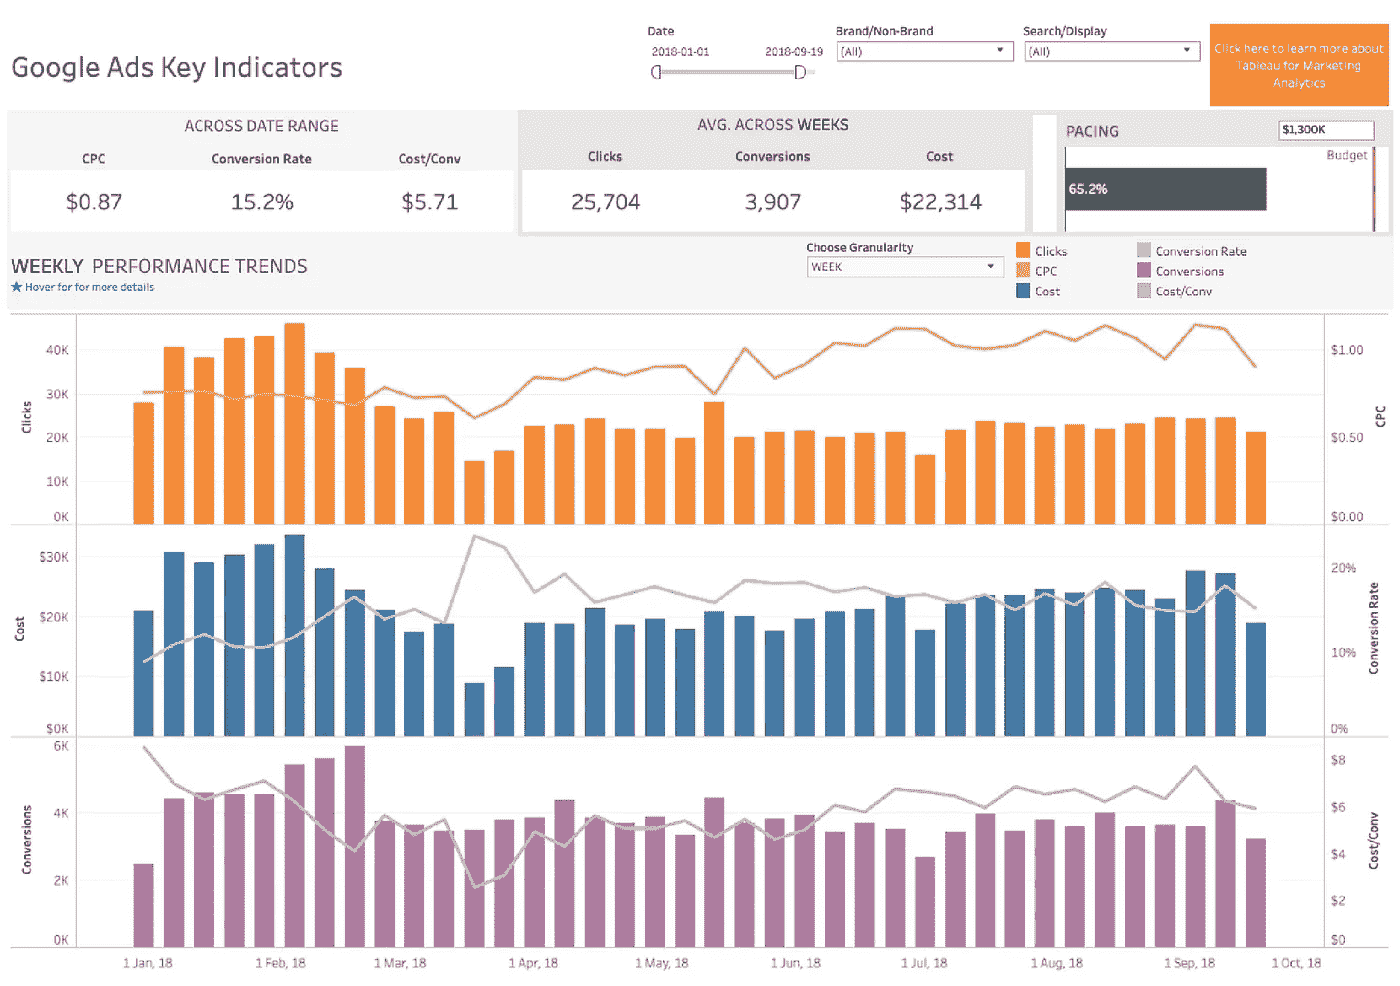 Google Ads Key Indicators
Date
2018-01-01 2018-09-19
Brand/Non-Brand
(All)
Search/Display
(All)
Click here to learn more about
Tableau for Marketing
Analytics
ACROSS DATE RANGE
CPC Conversion Rate Cost/Conv
$0.87 15.2% $5.71
AVG. ACROSS WEEKS
Clicks Conversions Cost
25,704 3,907 $22,314
PACING
$1,300K
Budget
65.2%
WEEKLY PERFORMANCE TRENDS
Hover for for more details
Choose Granularity
WEEK
Clicks
CPC
Cost
Conversion Rate
Conversions
Cost/Conv
Clicks
40K
30K
20K
10K
0K
$1.00
$0.50
$0.00
CPC
Cost
$30K
$20K
$10K
$0K
20%
10%
0%
Conversion Rate
Conversions
6K
4K
2K
0K
$8
$6
$4
$2
$0
Cost/Conv
1 Jan, 18 1 Feb, 18 1 Mar, 18 1 Apr, 18 1 May, 18 1 Jun, 18 1 Jul, 18 1 Aug, 18 1 Sep, 18 1 Oct, 18